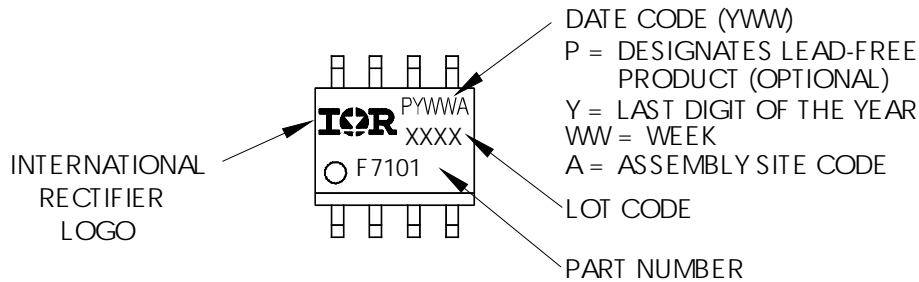 DATE CODE (YWW)
P = DESIGNATES LEAD-FREE
PRODUCT (OPTIONAL)
Y = LAST DIGIT OF THE YEAR
WW = WEEK
A = ASSEMBLY SITE CODE
LOT CODE
PART NUMBER
PYWWA
IOR
XXXX
F7101
INTERNATIONAL
RECTIFIER
LOGO